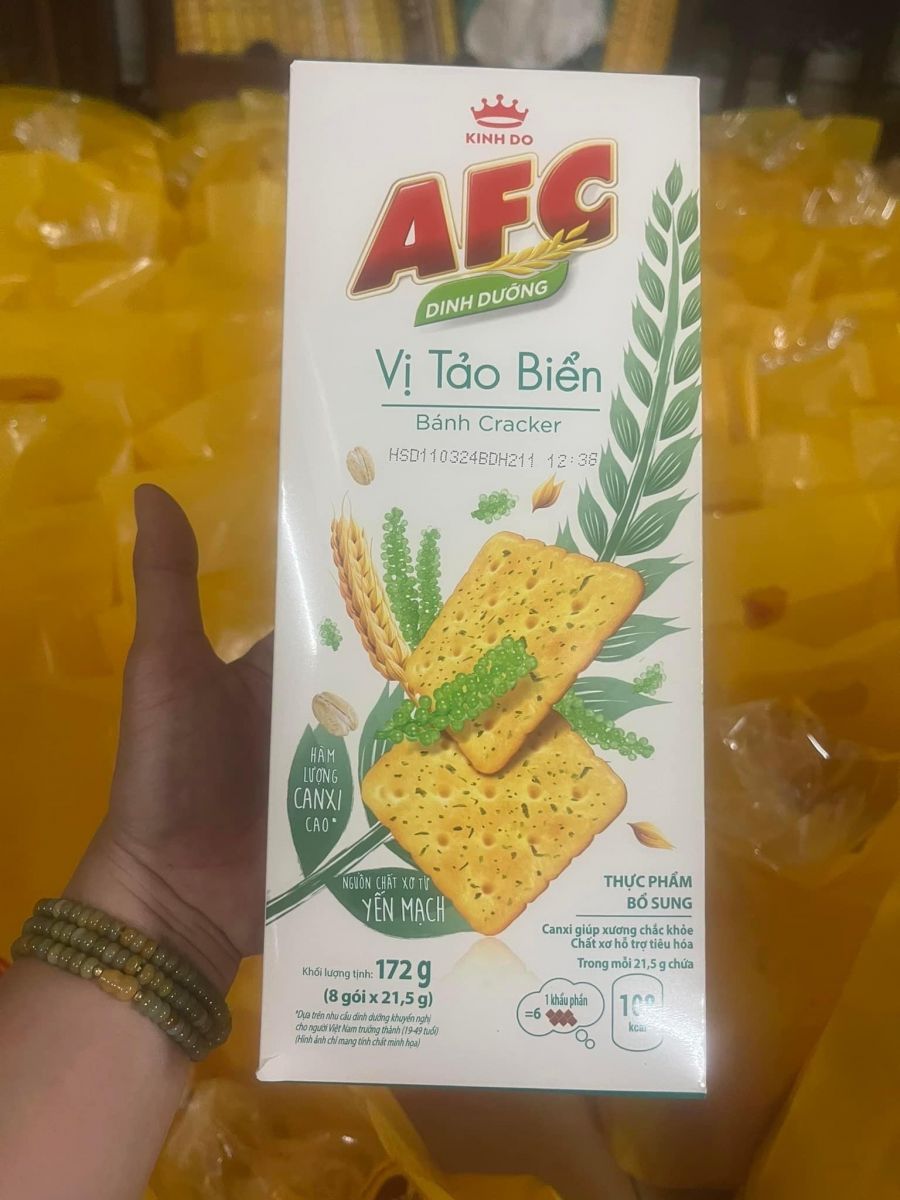 KINH DO
AFC
DINH DƯỠNG
Vị Tảo Biển
Bánh Cracker
HSD110324BDH211 12:38
HÀM
LƯỢNG
CANXI
CAO*
NGUỒN CHẤT XƠ TỪ
YẾN MẠCH
THỰC PHẨM
BỔ SUNG
Canxi giúp xương chắc khỏe
Chất xơ hỗ trợ tiêu hóa
Trong mỗi 21,5 g chứa
Khối lượng tịnh: 172 g
(8 gói x 21,5 g)
*Dựa trên nhu cầu dinh dưỡng khuyến nghị
cho người Việt Nam trưởng thành (19-49 tuổi)
(Hình ảnh chỉ mang tính chất minh họa)
1 khẩu phần
=6
kcal